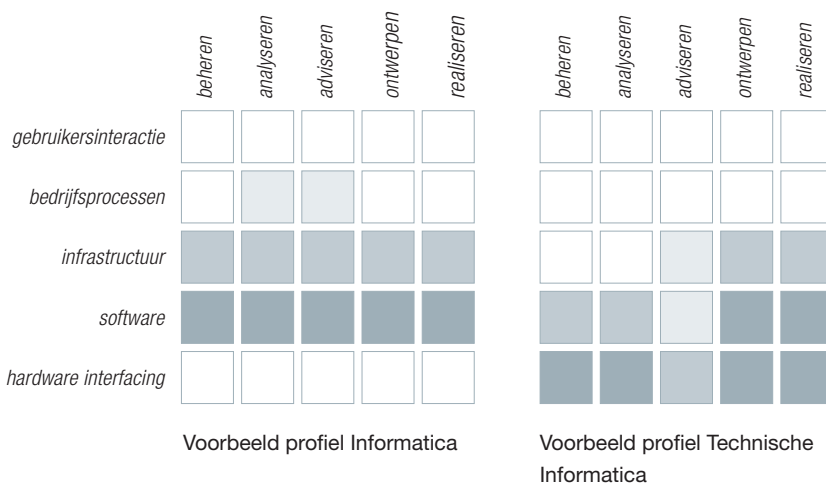 beheren
analyseren
adviseren
ontwerpen
realiseren
beheren
analyseren
adviseren
ontwerpen
realiseren
gebruikersinteractie
bedrijfsprocessen
infrastructuur
software
hardware interfacing
Voorbeeld profiel Informatica
Voorbeeld profiel Technische
Informatica